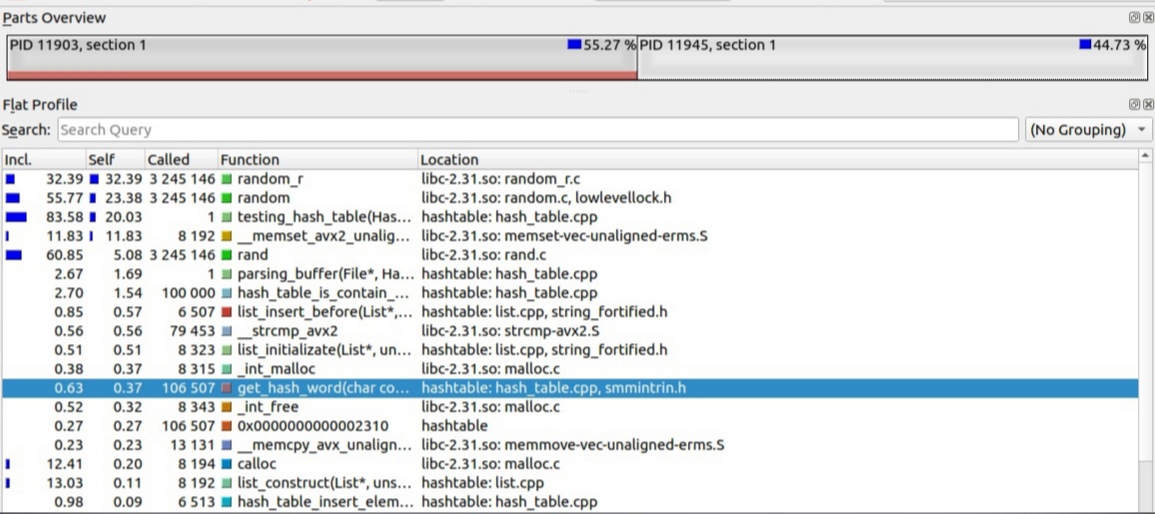 Parts Overview
PID 11903, section 1 55.27 % PID 11945, section 1 44.73 %
Flat Profile
Search: Search Query (No Grouping)
Incl. Self Called Function Location
32.39 32.39 3 245 146 random_r libc-2.31.so: random_r.c
55.77 23.38 3 245 146 random libc-2.31.so: random.c, lowlevellock.h
83.58 20.03 1 testing_hash_table(Has... hashtable: hash_table.cpp
11.83 11.83 8 192 __memset_avx2_unalig... libc-2.31.so: memset-vec-unaligned-erms.S
60.85 5.08 3 245 146 rand libc-2.31.so: rand.c
2.67 1.69 1 parsing_buffer(File*, Ha... hashtable: hash_table.cpp
2.70 1.54 100 000 hash_table_is_contain_... hashtable: hash_table.cpp
0.85 0.57 6 507 list_insert_before(List*,... hashtable: list.cpp, string_fortified.h
0.56 0.56 79 453 __strcmp_avx2 libc-2.31.so: strcmp-avx2.S
0.51 0.51 8 323 list_initializate(List*, un... hashtable: list.cpp, string_fortified.h
0.38 0.37 8 315 _int_malloc libc-2.31.so: malloc.c
0.63 0.37 106 507 get_hash_word(char co... hashtable: hash_table.cpp, smmintrin.h
0.52 0.32 8 343 _int_free libc-2.31.so: malloc.c
0.27 0.27 106 507 0x0000000000002310 hashtable
0.23 0.23 13 131 __memcpy_avx_unalign... libc-2.31.so: memmove-vec-unaligned-erms.S
12.41 0.20 8 194 calloc libc-2.31.so: malloc.c
13.03 0.11 8 192 list_construct(List*, uns... hashtable: list.cpp
0.98 0.09 6 513 hash_table_insert_elem... hashtable: hash_table.cpp